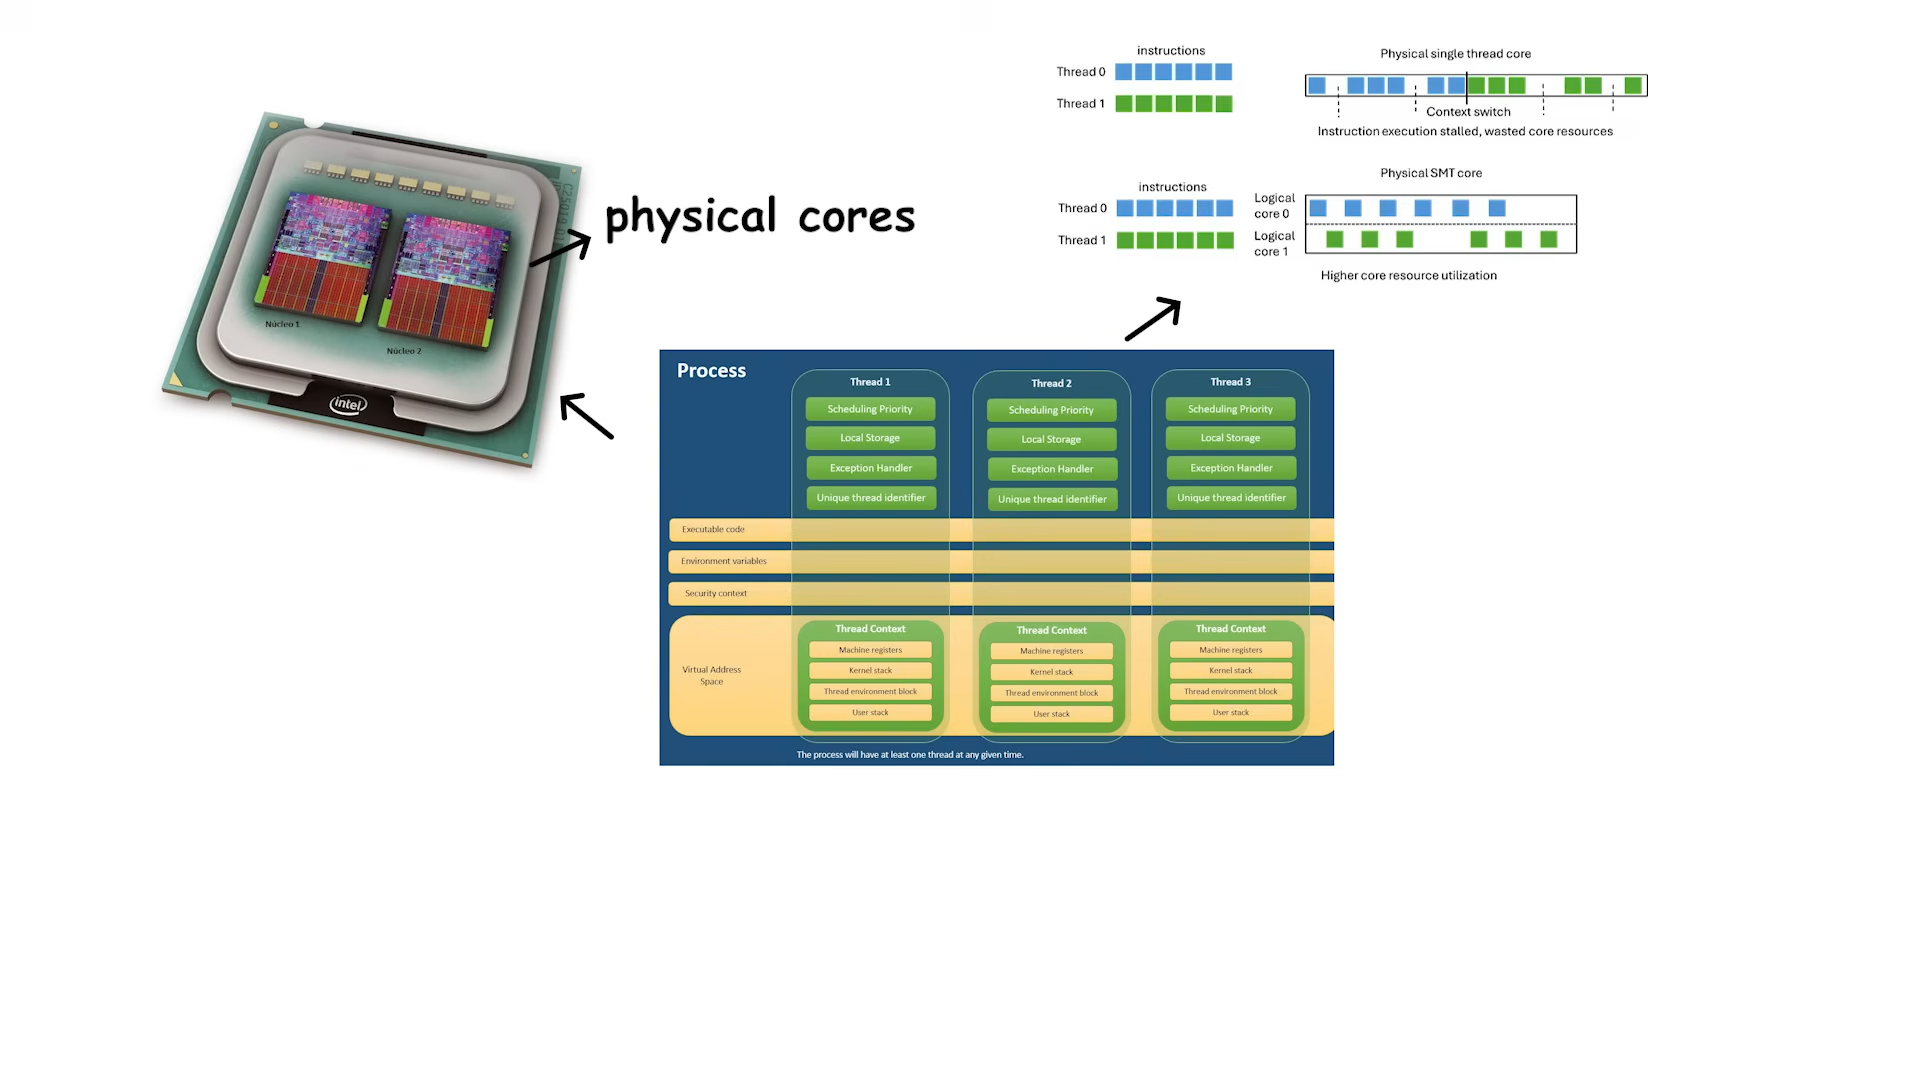 physical cores
Núcleo 1
Núcleo 2
intel
instructions
Thread 0
Thread 1
Physical single thread core
Context switch
Instruction execution stalled, wasted core resources
Physical SMT core
instructions
Thread 0
Thread 1
Logical
core 0
Logical
core 1
Higher core resource utilization
Process
Thread 1
Scheduling Priority
Local Storage
Exception Handler
Unique thread identifier
Thread 2
Scheduling Priority
Local Storage
Exception Handler
Unique thread identifier
Thread 3
Scheduling Priority
Local Storage
Exception Handler
Unique thread identifier
Executable code
Environment variables
Security context
Virtual Address
Space
Thread Context
Machine registers
Kernel stack
Thread environment block
User stack
Thread Context
Machine registers
Kernel stack
Thread environment block
User stack
Thread Context
Machine registers
Kernel stack
Thread environment block
User stack
The process will have at least one thread at any given time.